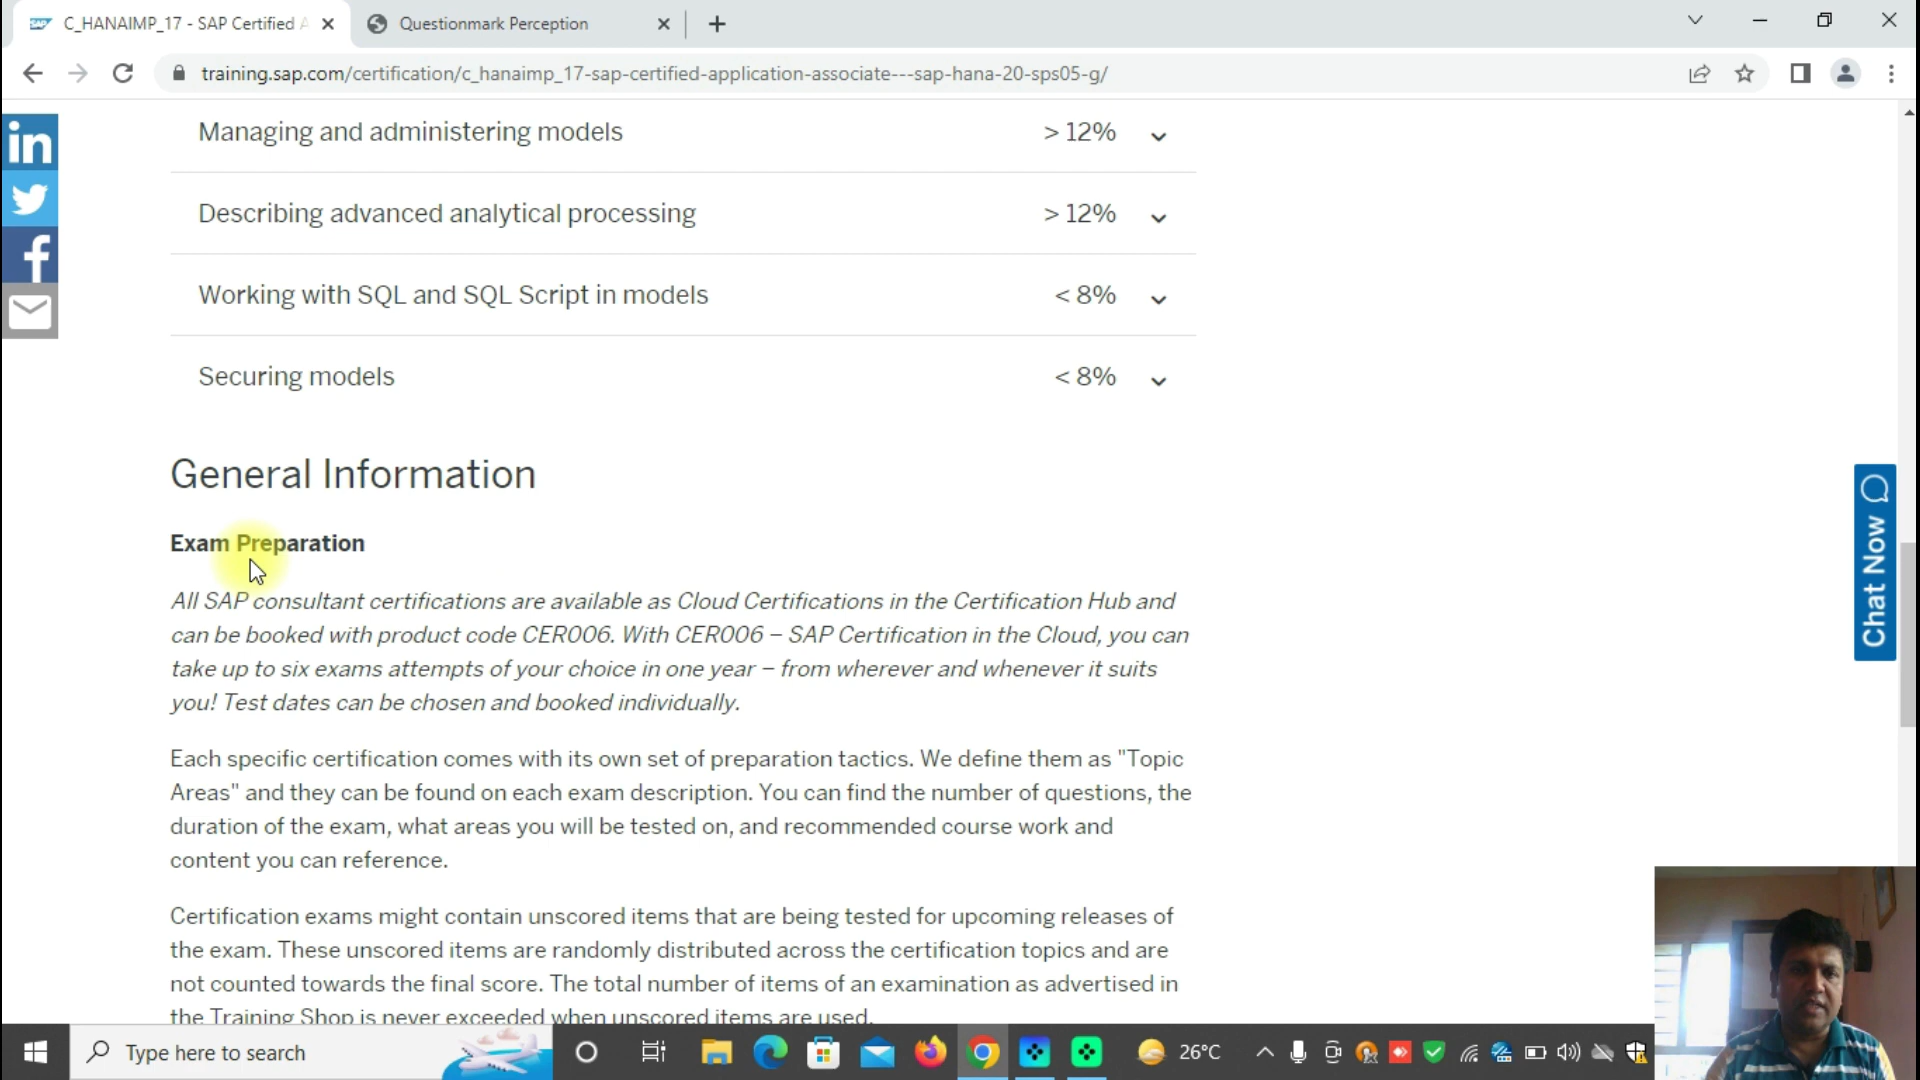 SAP C_HANAIMP_17 - SAP Certified A
Questionmark Perception
training.sap.com/certification/c_hanaimp_17-sap-certified-application-associate---sap-hana-20-sps05-g/
in
f
Managing and administering models > 12%
Describing advanced analytical processing > 12%
Working with SQL and SQL Script in models < 8%
Securing models < 8%
General Information
Exam Preparation
All SAP consultant certifications are available as Cloud Certifications in the Certification Hub and
can be booked with product code CER006. With CER006 – SAP Certification in the Cloud, you can
take up to six exams attempts of your choice in one year – from wherever and whenever it suits
you! Test dates can be chosen and booked individually.
Each specific certification comes with its own set of preparation tactics. We define them as "Topic
Areas" and they can be found on each exam description. You can find the number of questions, the
duration of the exam, what areas you will be tested on, and recommended course work and
content you can reference.
Certification exams might contain unscored items that are being tested for upcoming releases of
the exam. These unscored items are randomly distributed across the certification topics and are
not counted towards the final score. The total number of items of an examination as advertised in
the Training Shop is never exceeded when unscored items are used.
Chat Now
Type here to search
26°C